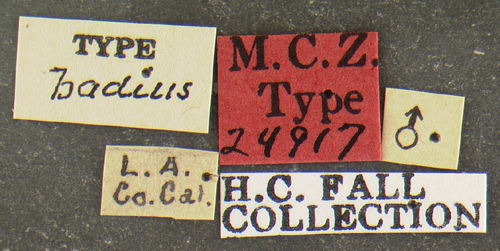 TYPE
badius
M.C.Z.
Type
24917
♂.
L.A.
Co.Cal.
H.C. FALL
COLLECTION